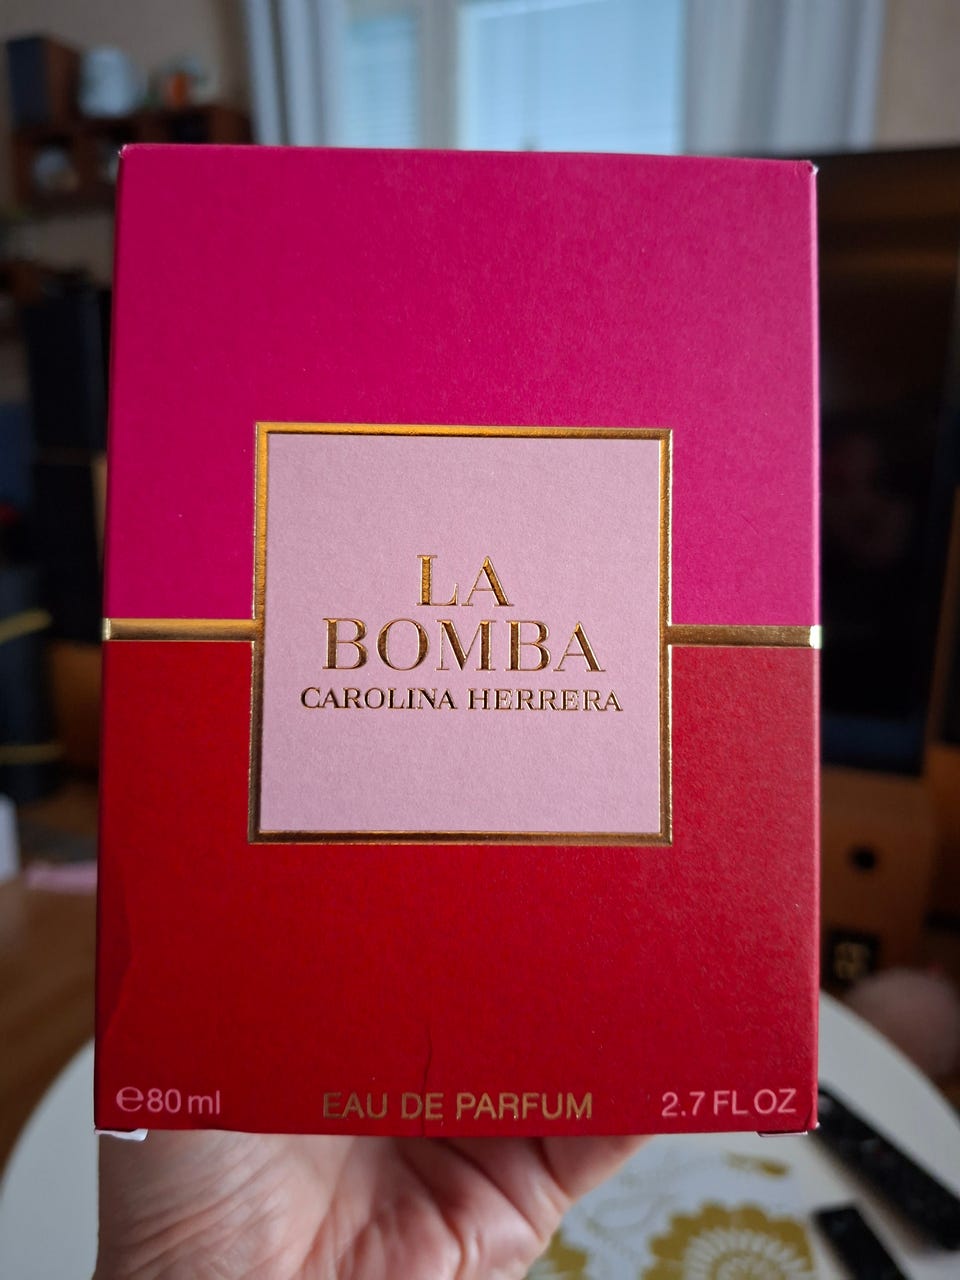 LA
BOMBA
CAROLINA HERRERA
℮80 ml EAU DE PARFUM 2.7 FL OZ